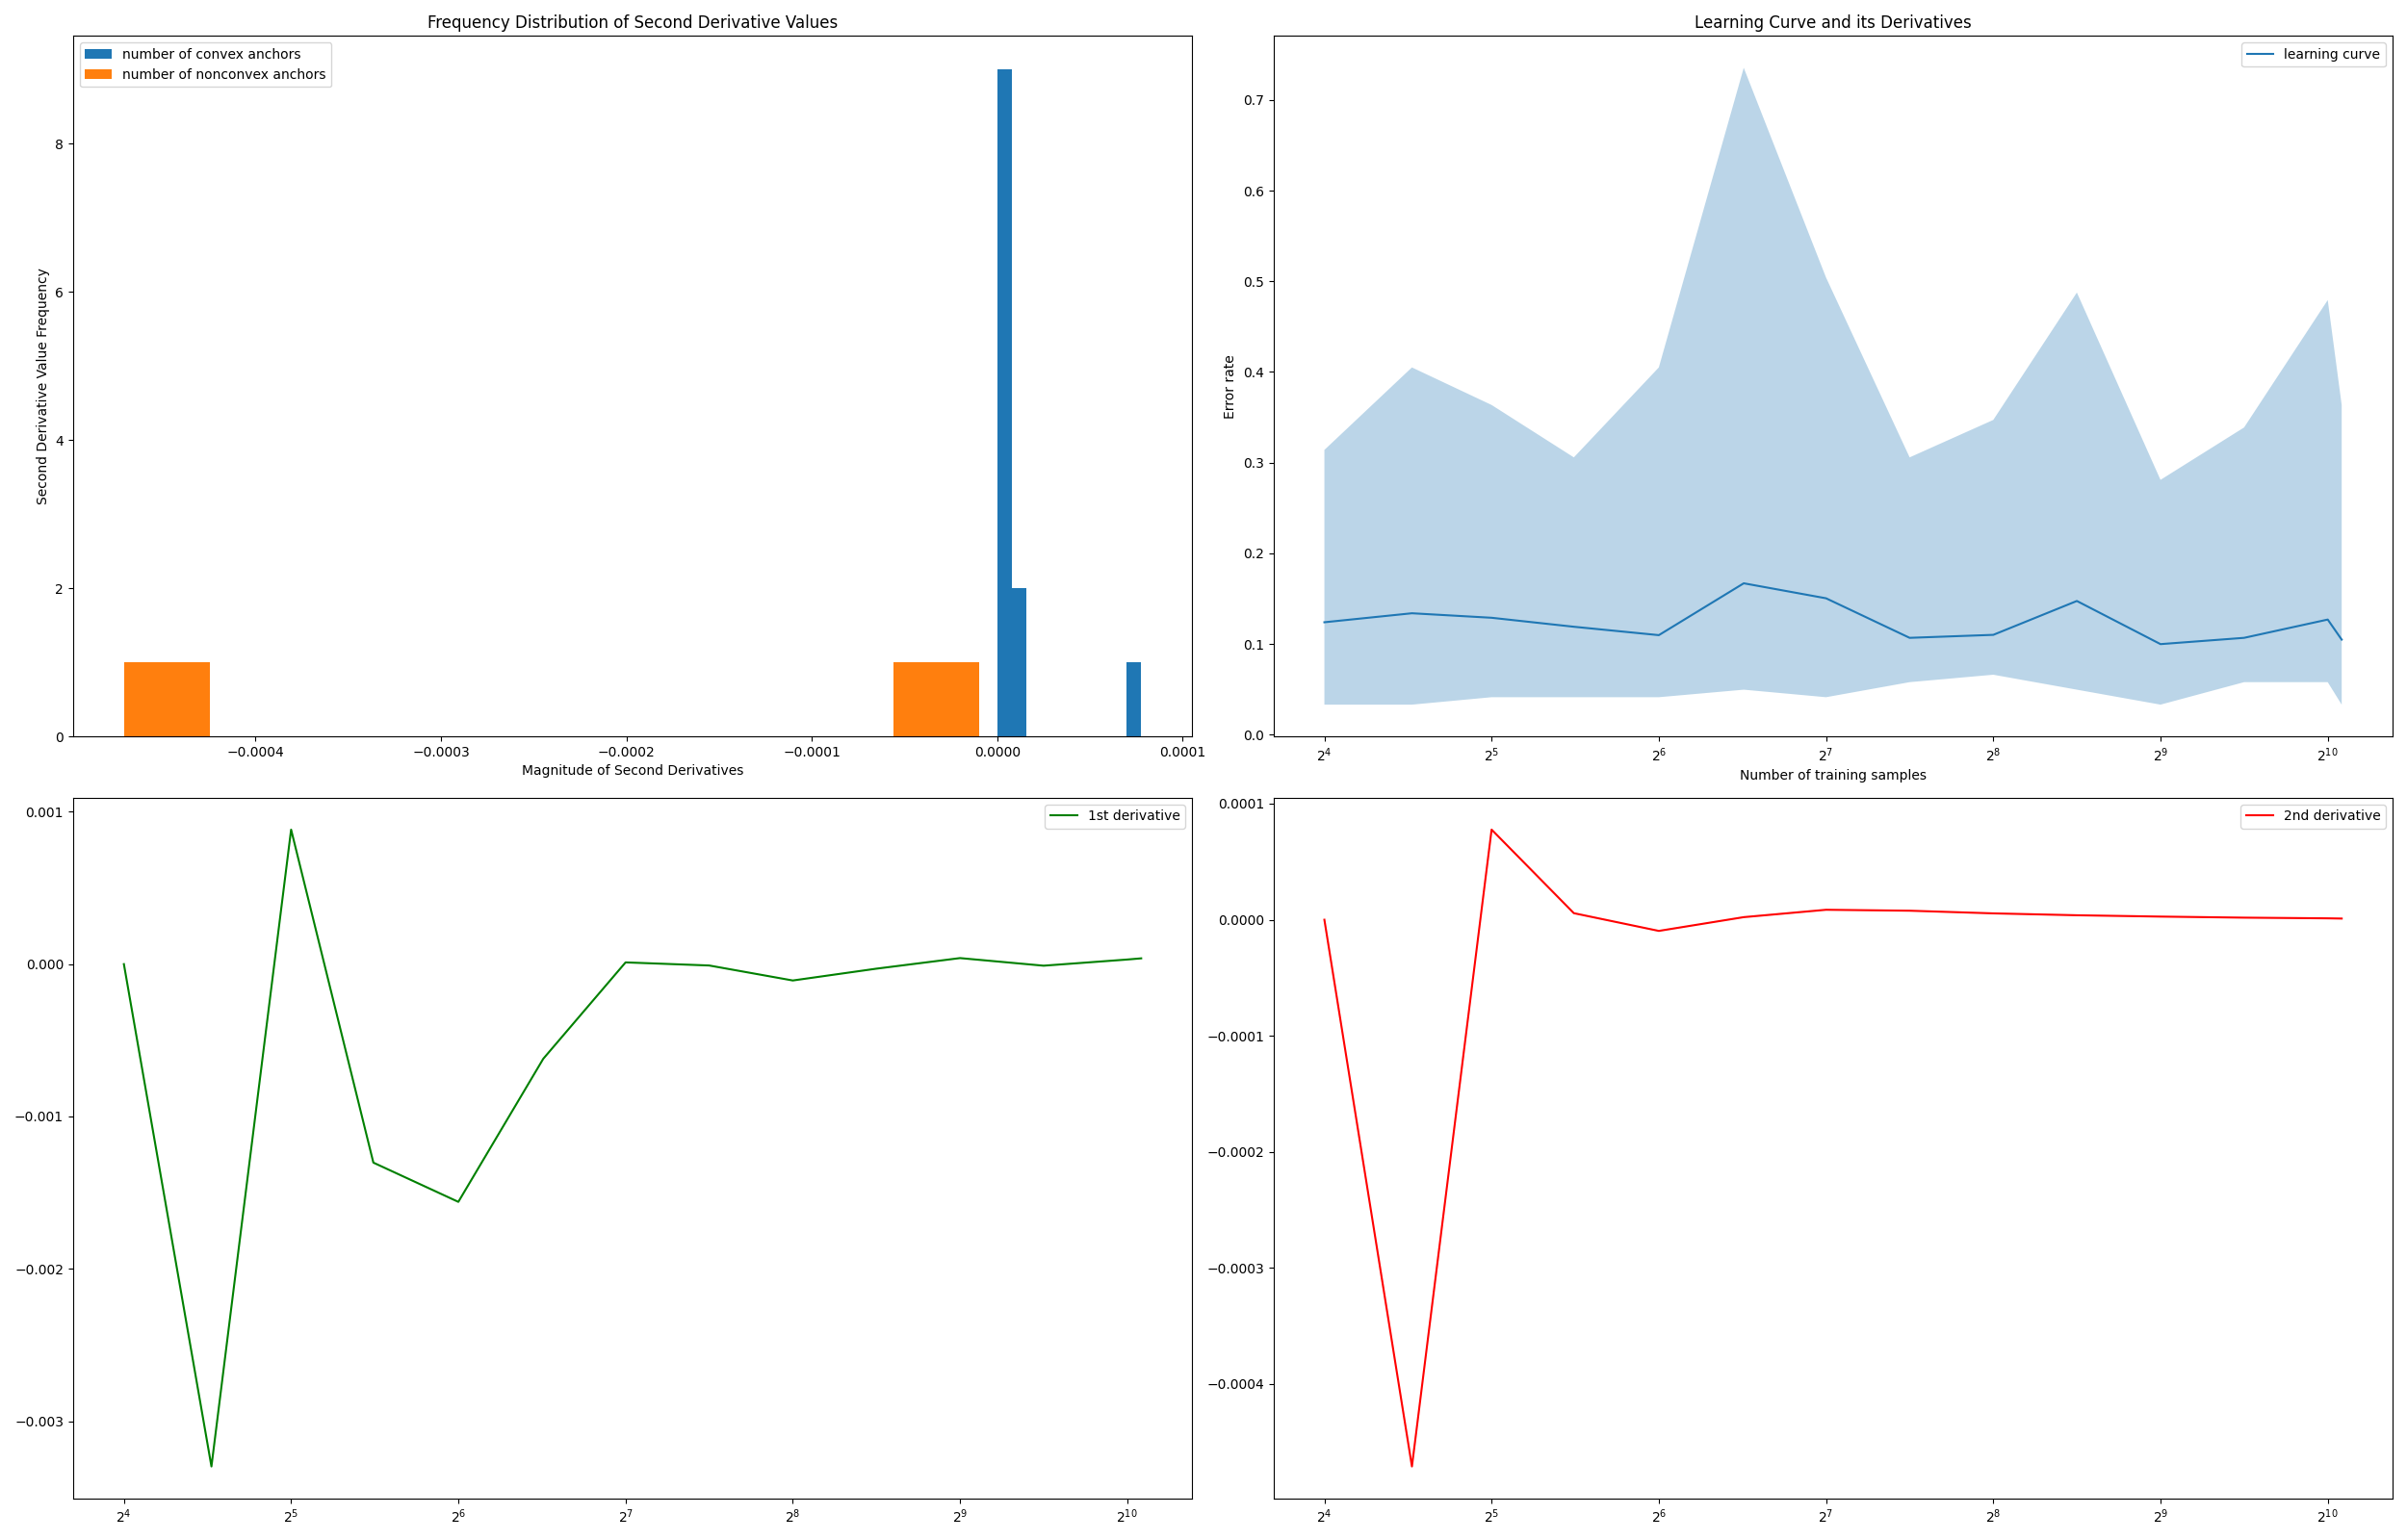 Frequency Distribution of Second Derivative Values
number of convex anchors
number of nonconvex anchors
Second Derivative Value Frequency
8
6
4
2
0
−0.0004 −0.0003 −0.0002 −0.0001 0.0000 0.0001
Magnitude of Second Derivatives
Learning Curve and its Derivatives
learning curve
Error rate
0.7
0.6
0.5
0.4
0.3
0.2
0.1
0.0
2⁴ 2⁵ 2⁶ 2⁷ 2⁸ 2⁹ 2¹⁰
Number of training samples
1st derivative
0.001
0.000
−0.001
−0.002
−0.003
2⁴ 2⁵ 2⁶ 2⁷ 2⁸ 2⁹ 2¹⁰
2nd derivative
0.0001
0.0000
−0.0001
−0.0002
−0.0003
−0.0004
2⁴ 2⁵ 2⁶ 2⁷ 2⁸ 2⁹ 2¹⁰